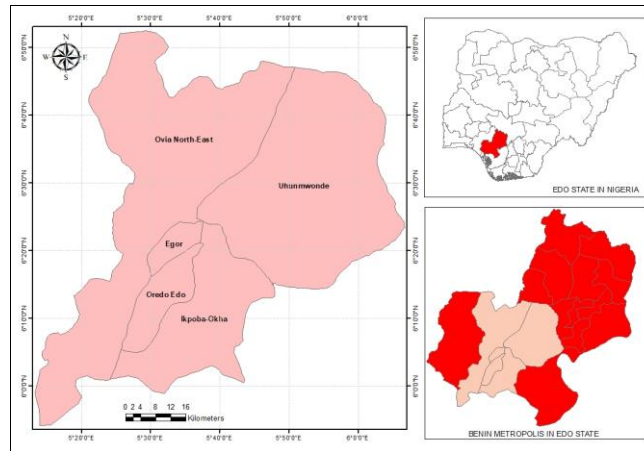 5°20'0"E 5°30'0"E 5°40'0"E 5°50'0"E 6°0'0"E
N
W E
S
6°50'0"N
6°40'0"N
6°30'0"N
6°20'0"N
6°10'0"N
6°0'0"N
Ovia North-East
Uhunmwonde
Egor
Oredo Edo
Ikpoba-Okha
0 2 4 8 12 16
Kilometers
5°20'0"E 5°30'0"E 5°40'0"E 5°50'0"E 6°0'0"E
EDO STATE IN NIGERIA
BENIN METROPOLIS IN EDO STATE